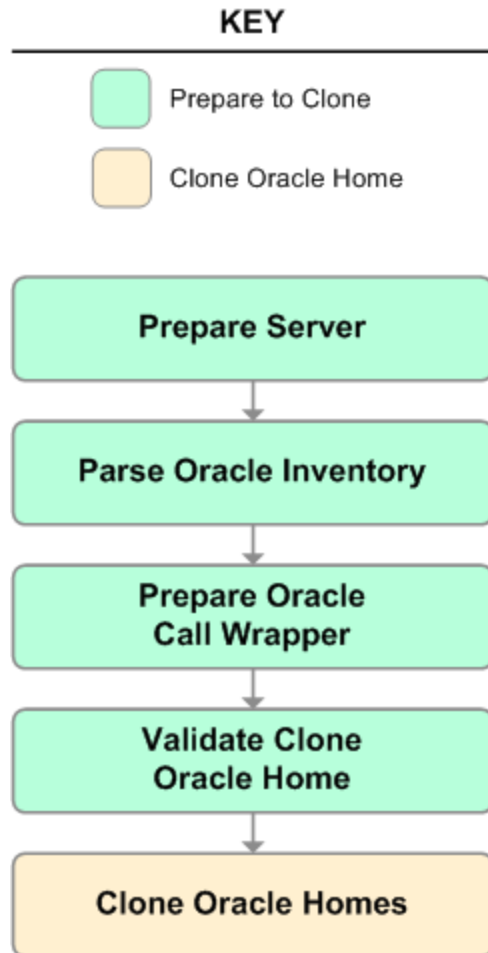 KEY
Prepare to Clone
Clone Oracle Home
Prepare Server
Parse Oracle Inventory
Prepare Oracle
Call Wrapper
Validate Clone
Oracle Home
Clone Oracle Homes